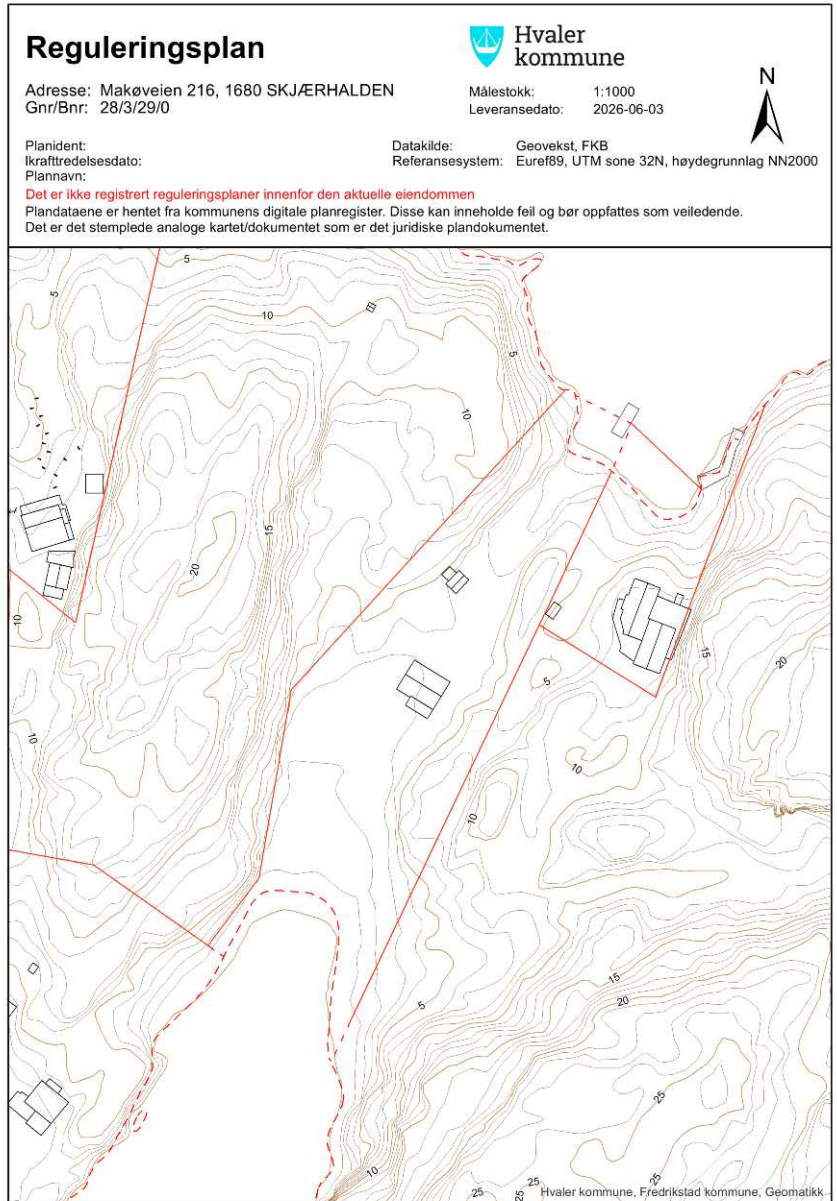 Reguleringsplan
Hvaler
kommune
Adresse: Makøveien 216, 1680 SKJÆRHALDEN
Gnr/Bnr: 28/3/29/0
Målestokk: 1:1000
Leveransedato: 2026-06-03
N
Planident:
Ikrafttredelsesdato:
Plannavn:
Datakilde: Geovekst, FKB
Referansesystem: Euref89, UTM sone 32N, høydegrunnlag NN2000
Det er ikke registrert reguleringsplaner innenfor den aktuelle eiendommen
Plandataene er hentet fra kommunens digitale planregister. Disse kan inneholde feil og bør oppfattes som veiledende.
Det er det stemplede analoge kartet/dokumentet som er det juridiske plandokumentet.
5
5
10
5
10
15
20
10
15
20
5
10
10
10
15
20
5
25
10
25
25
25
Hvaler kommune, Fredrikstad kommune, Geomatikk